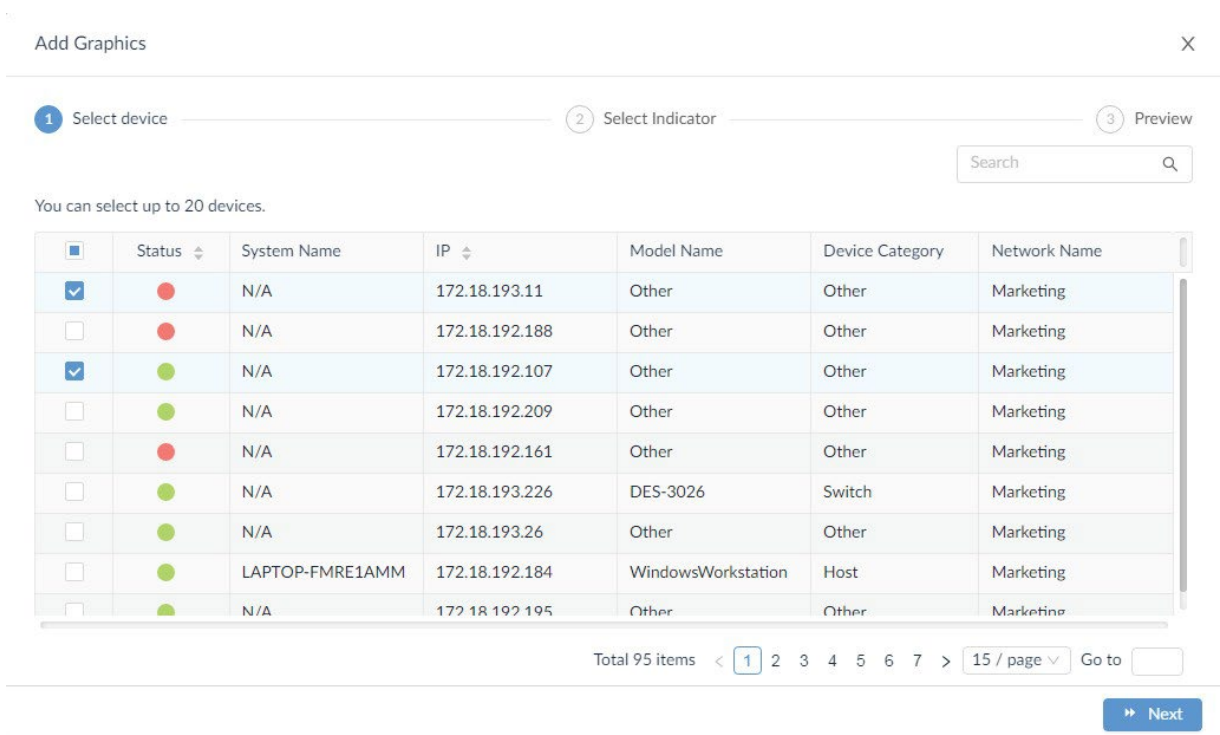 Add Graphics
1 Select device 2 Select Indicator 3 Preview
Search
You can select up to 20 devices.
Status System Name IP Model Name Device Category Network Name
N/A 172.18.193.11 Other Other Marketing
N/A 172.18.192.188 Other Other Marketing
N/A 172.18.192.107 Other Other Marketing
N/A 172.18.192.209 Other Other Marketing
N/A 172.18.192.161 Other Other Marketing
N/A 172.18.193.226 DES-3026 Switch Marketing
N/A 172.18.193.26 Other Other Marketing
LAPTOP-FMRE1AMM 172.18.192.184 WindowsWorkstation Host Marketing
N/A 172.18.192.195 Other Other Marketing
Total 95 items < 1 2 3 4 5 6 7 > 15 / page Go to
Next